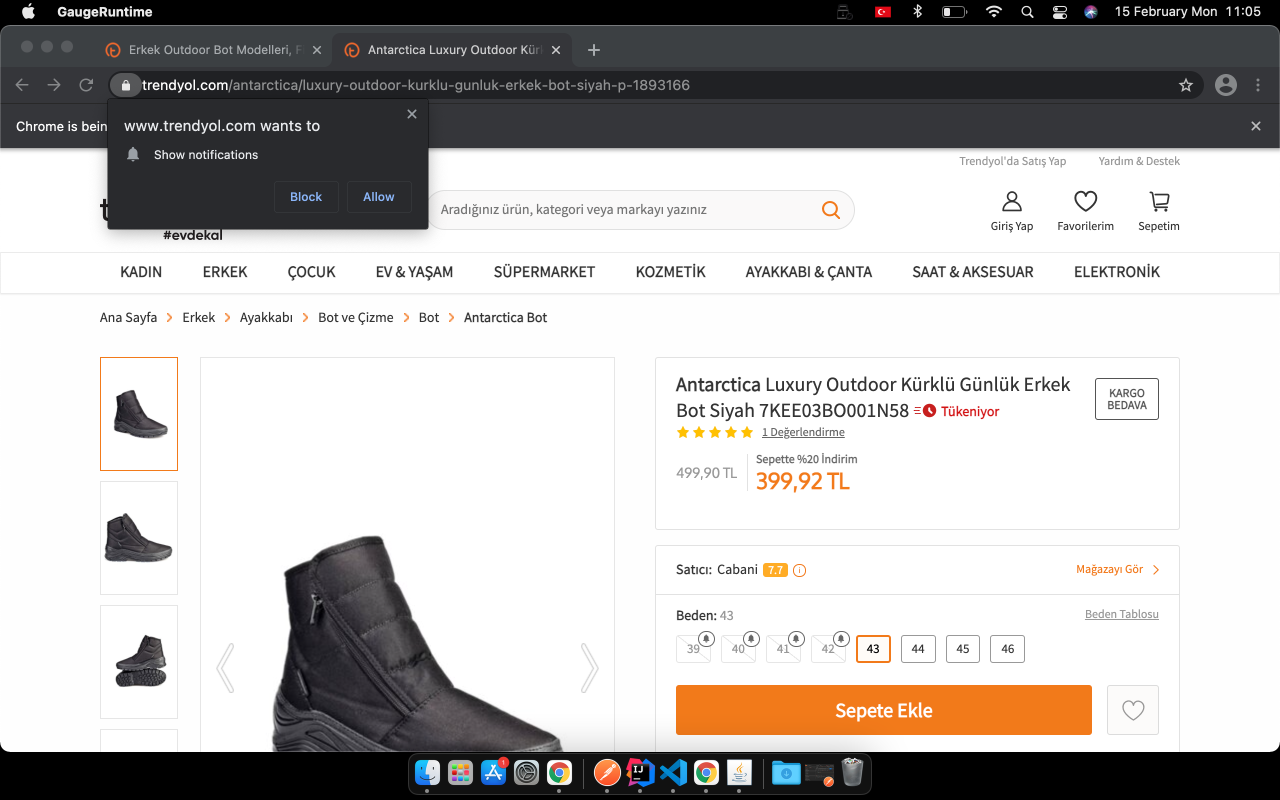 GaugeRuntime
15 February Mon 11:05
Erkek Outdoor Bot Modelleri, F
Antarctica Luxury Outdoor Kür
trendyol.com/antarctica/luxury-outdoor-kurklu-gunluk-erkek-bot-siyah-p-1893166
Chrome is bein
www.trendyol.com wants to
Show notifications
Block
Allow
Trendyol'da Satış Yap
Yardım & Destek
#evdekal
Aradığınız ürün, kategori veya markayı yazınız
Giriş Yap
Favorilerim
Sepetim
KADIN
ERKEK
ÇOCUK
EV & YAŞAM
SÜPERMARKET
KOZMETİK
AYAKKABI & ÇANTA
SAAT & AKSESUAR
ELEKTRONİK
Ana Sayfa
Erkek
Ayakkabı
Bot ve Çizme
Bot
Antarctica Bot
Antarctica Luxury Outdoor Kürklü Günlük Erkek
Bot Siyah 7KEE03BO001N58 Tükeniyor
KARGO
BEDAVA
1 Değerlendirme
499,90 TL
Sepette %20 İndirim
399,92 TL
Satıcı: Cabani 7.7
Mağazayı Gör
Beden: 43
Beden Tablosu
39
40
41
42
43
44
45
46
Sepete Ekle
1
IJ